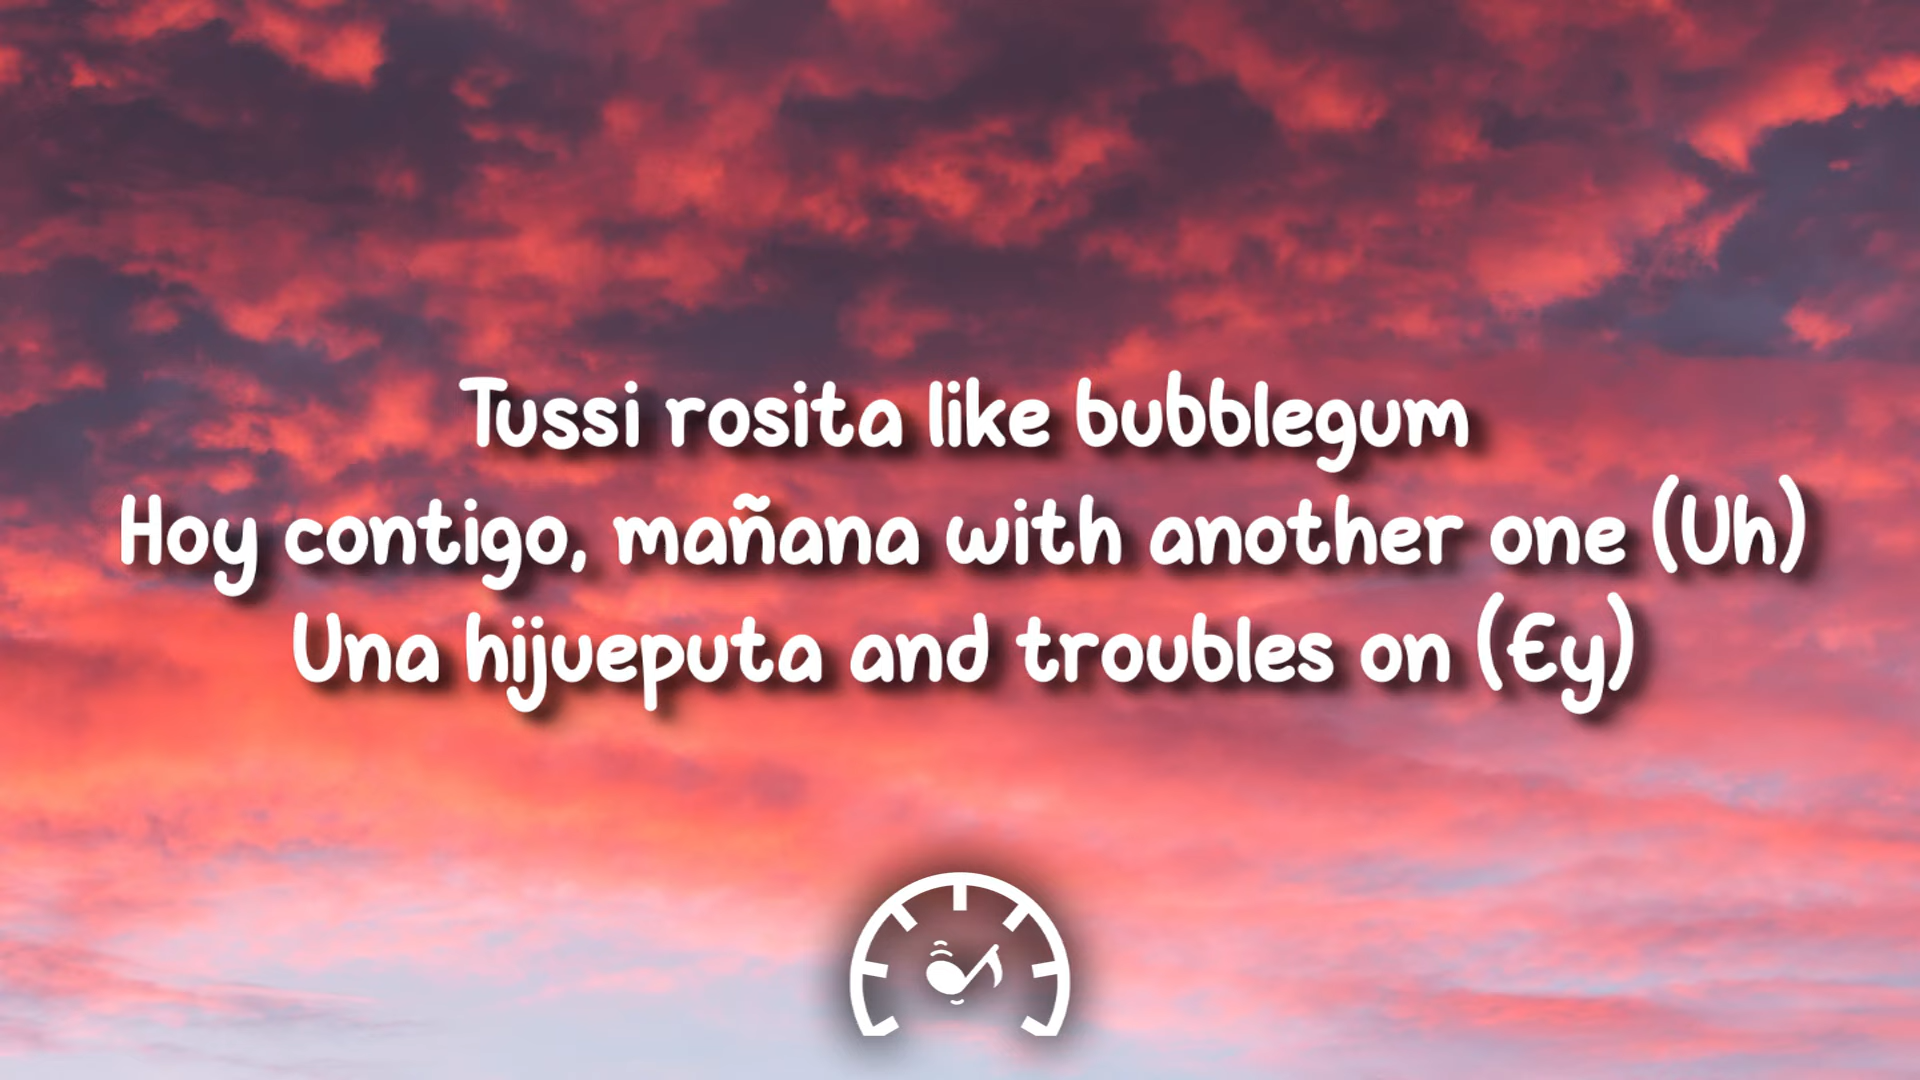 Tussi rosita like bubblegum
Hoy contigo, mañana with another one (Uh)
Una hijueputa and troubles on (Ey)